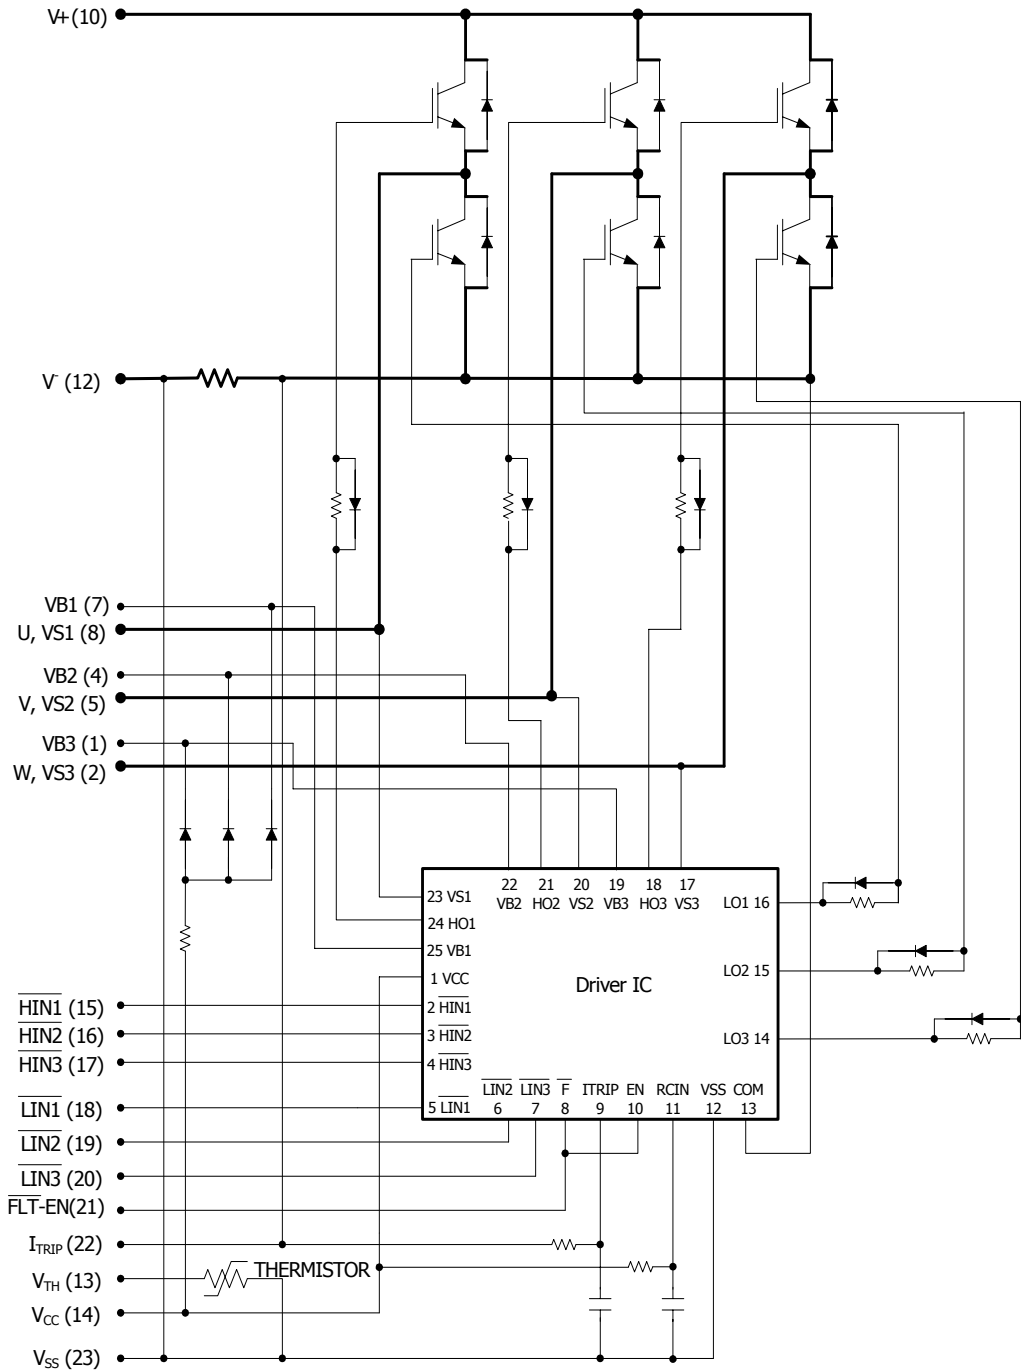 V+ (10)
V- (12)
VB1 (7)
U, VS1 (8)
VB2 (4)
V, VS2 (5)
VB3 (1)
W, VS3 (2)
22 21 20 19 18 17
VB2 HO2 VS2 VB3 HO3 VS3
23 VS1
24 HO1
25 VB1
1 VCC
2 HIN1
3 HIN2
4 HIN3
5 LIN1
Driver IC
LO1 16
LO2 15
LO3 14
LIN2 LIN3 F ITRIP EN RCIN VSS COM
6 7 8 9 10 11 12 13
HIN1 (15)
HIN2 (16)
HIN3 (17)
LIN1 (18)
LIN2 (19)
LIN3 (20)
FLT-EN(21)
ITRIP (22)
THERMISTOR
VTH (13)
VCC (14)
VSS (23)